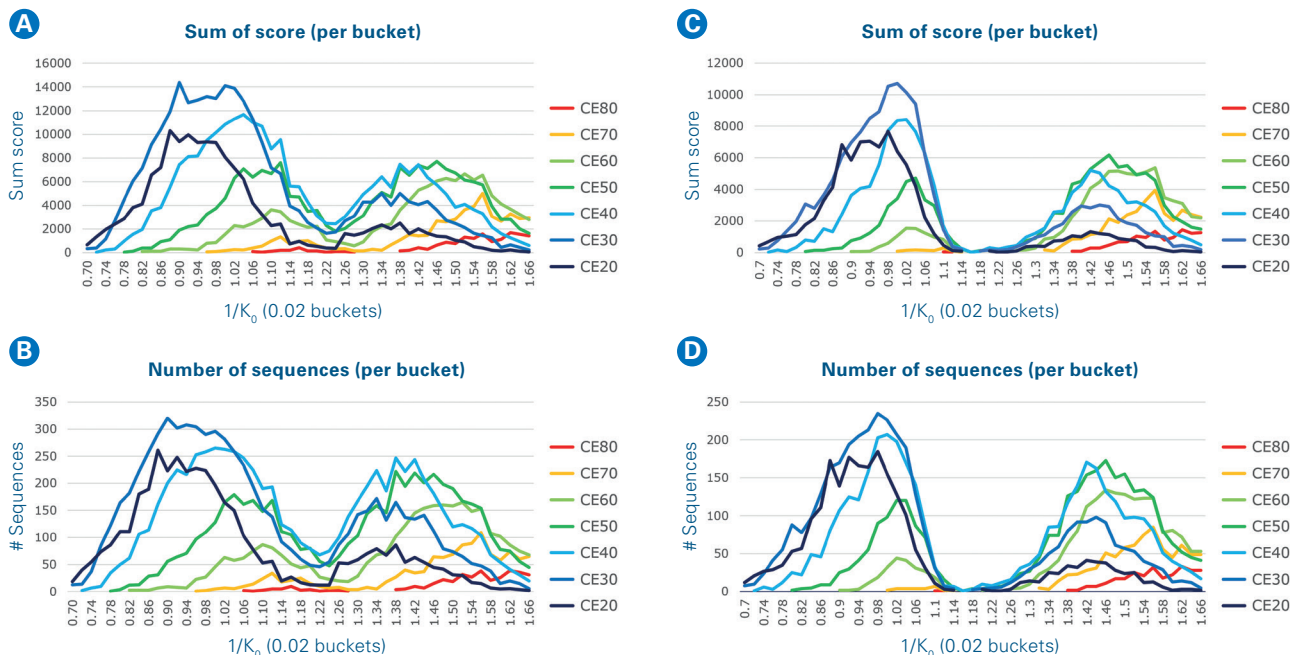 A
Sum of score (per bucket)
Sum score
16000
14000
12000
10000
8000
6000
4000
2000
0
0.70
0.74
0.78
0.82
0.86
0.90
0.94
0.98
1.02
1.06
1.10
1.14
1.18
1.22
1.26
1.30
1.34
1.38
1.42
1.46
1.50
1.54
1.58
1.62
1.66
1/K0 (0.02 buckets)
CE80
CE70
CE60
CE50
CE40
CE30
CE20
C
Sum of score (per bucket)
Sum score
12000
10000
8000
6000
4000
2000
0
0.7
0.74
0.78
0.82
0.86
0.9
0.94
0.98
1.02
1.06
1.1
1.14
1.18
1.22
1.26
1.3
1.34
1.38
1.42
1.46
1.5
1.54
1.58
1.62
1.66
1/K0 (0.02 buckets)
CE80
CE70
CE60
CE50
CE40
CE30
CE20
B
Number of sequences (per bucket)
# Sequences
350
300
250
200
150
100
50
0
0.7
0.74
0.78
0.82
0.86
0.90
0.94
0.98
1.02
1.06
1.10
1.14
1.18
1.22
1.26
1.30
1.34
1.38
1.42
1.46
1.50
1.54
1.58
1.62
1.66
1/K0 (0.02 buckets)
CE80
CE70
CE60
CE50
CE40
CE30
CE20
D
Number of sequences (per bucket)
# Sequences
250
200
150
100
50
0
0.7
0.74
0.78
0.82
0.86
0.9
0.94
0.98
1.02
1.06
1.1
1.14
1.18
1.22
1.26
1.3
1.34
1.38
1.42
1.46
1.5
1.54
1.58
1.62
1.66
1/K0 (0.02 buckets)
CE80
CE70
CE60
CE50
CE40
CE30
CE20